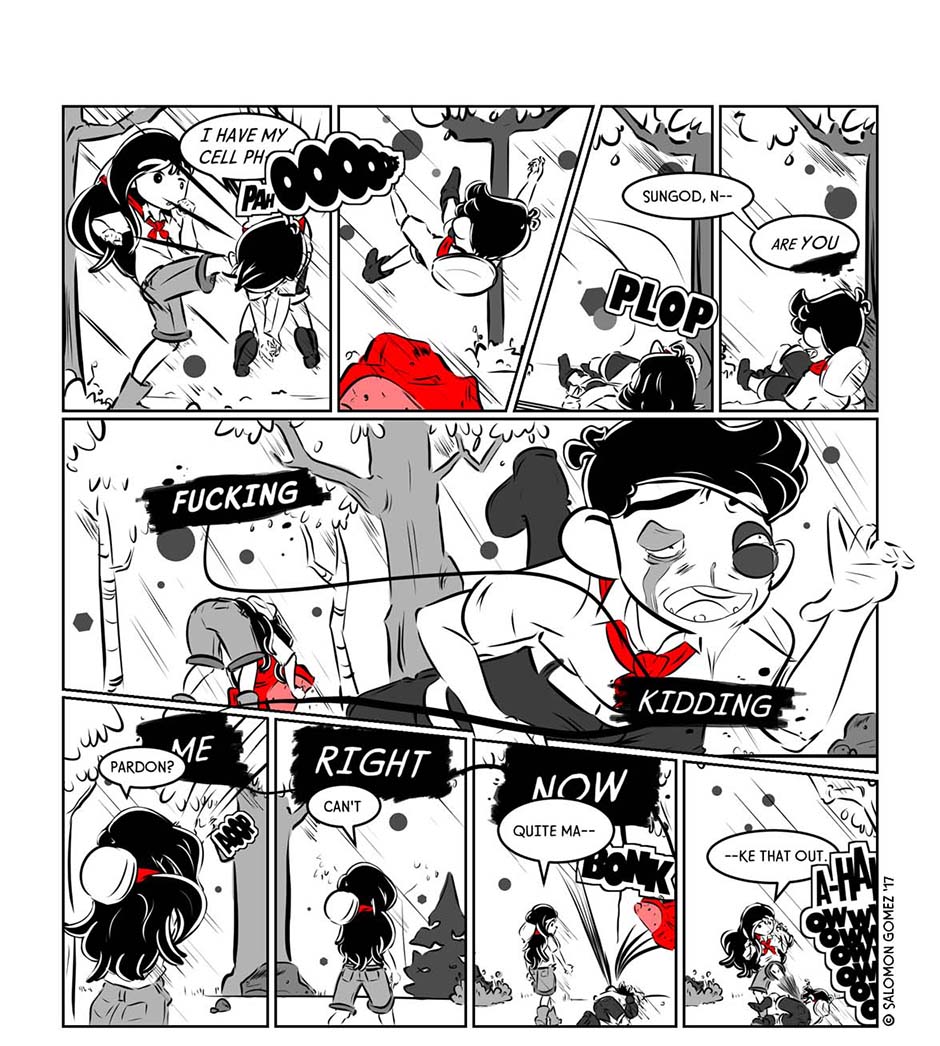 I HAVE MY
CELL PH
PAH
OOOOO
SUNGOD, N--
PLOP
ARE YOU
FUCKING
KIDDING
ME
PARDON?
RIGHT
CAN'T
NOW
QUITE MA--
BONK
--KE THAT OUT.
A-HA
© SALOMON GOMEZ '17